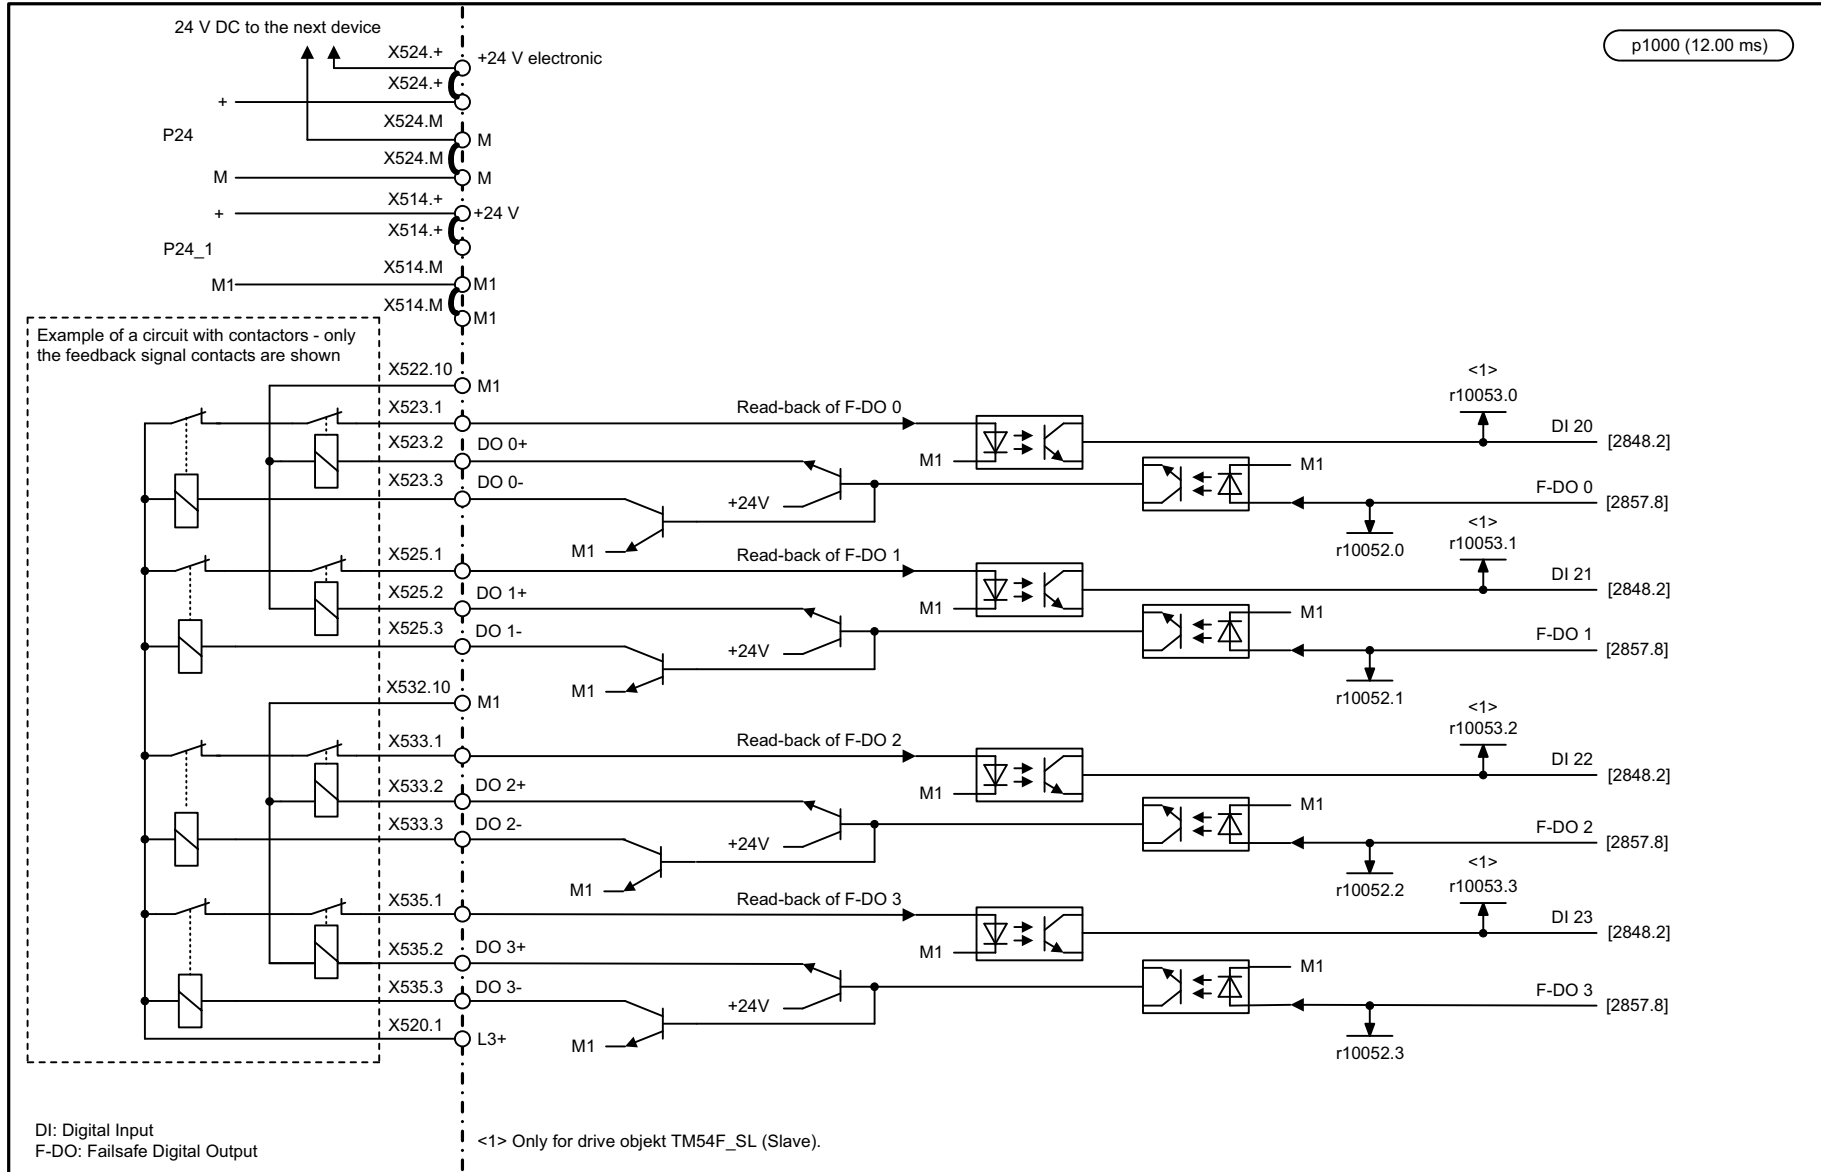 24 V DC to the next device
p1000 (12.00 ms)
X524.+
+24 V electronic
X524.+
+
X524.M
P24
M
X524.M
M
M
X514.+
+
+24 V
X514.+
P24_1
X514.M
M1
M1
X514.M
M1
Example of a circuit with contactors - only
the feedback signal contacts are shown
X522.10
M1
<1>
r10053.0
X523.1
Read-back of F-DO 0
DI 20
[2848.2]
X523.2
DO 0+
M1
M1
X523.3
DO 0-
+24V
F-DO 0
[2857.8]
M1
r10052.0
<1>
r10053.1
X525.1
Read-back of F-DO 1
DI 21
[2848.2]
X525.2
DO 1+
M1
M1
X525.3
DO 1-
+24V
F-DO 1
[2857.8]
M1
r10052.1
X532.10
M1
<1>
r10053.2
X533.1
Read-back of F-DO 2
DI 22
[2848.2]
X533.2
DO 2+
M1
M1
X533.3
DO 2-
+24V
F-DO 2
[2857.8]
M1
r10052.2
<1>
r10053.3
X535.1
Read-back of F-DO 3
DI 23
[2848.2]
X535.2
DO 3+
M1
M1
X535.3
DO 3-
+24V
F-DO 3
[2857.8]
X520.1
L3+
M1
r10052.3
DI: Digital Input
F-DO: Failsafe Digital Output
<1> Only for drive objekt TM54F_SL (Slave).